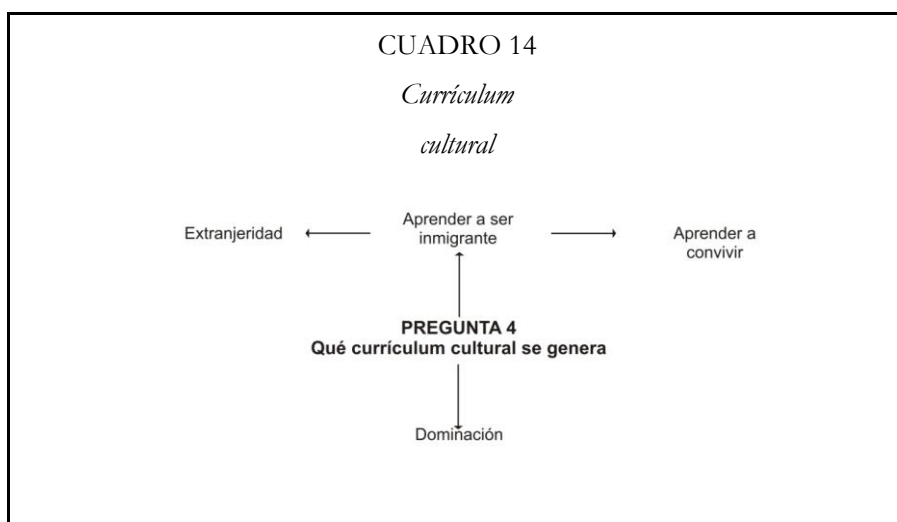 CUADRO 14
Currículum
cultural
Extranjeridad
Aprender a ser
inmigrante
Aprender a
convivir
PREGUNTA 4
Qué currículum cultural se genera
Dominación